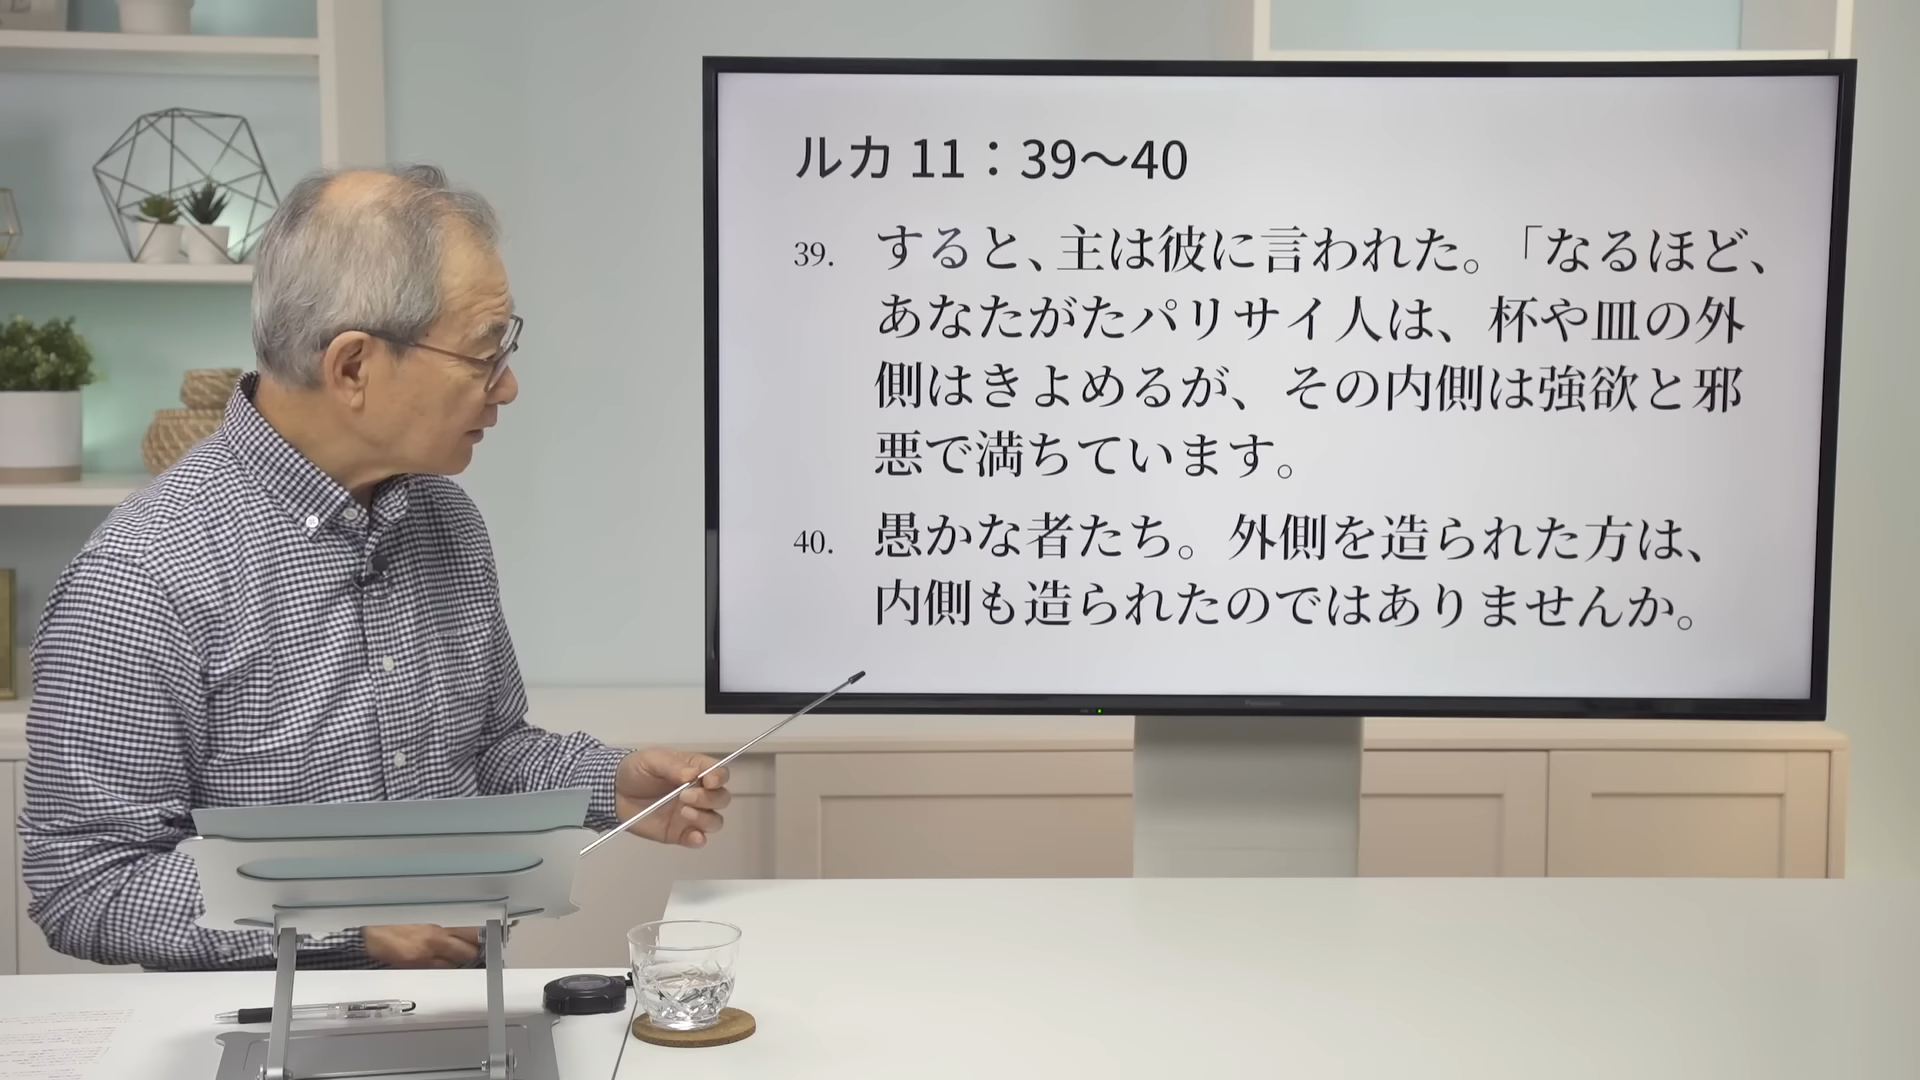 ルカ 11：39〜40
39. すると、主は彼に言われた。「なるほど、
あなたがたパリサイ人は、杯や皿の外
側はきよめるが、その内側は強欲と邪
悪で満ちています。
40. 愚かな者たち。外側を造られた方は、
内側も造られたのではありませんか。
Panasonic